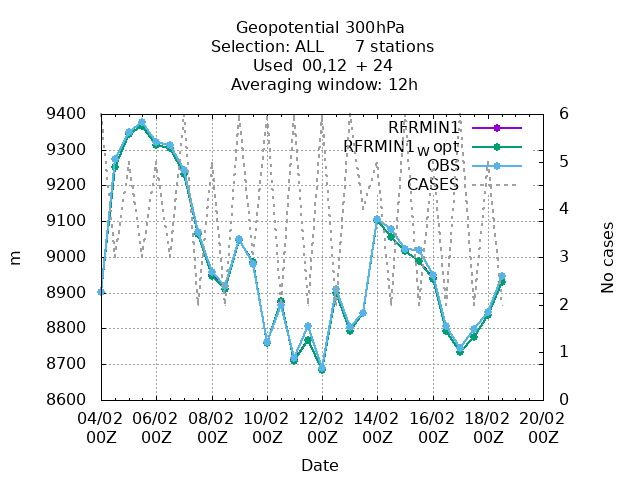 Geopotential 300hPa
Selection: ALL 7 stations
Used 00,12 + 24
Averaging window: 12h
9400
9300
9200
9100
9000
8900
8800
8700
8600
m
6
5
4
3
2
1
0
No cases
RFRMIN1
RFRMIN1W opt
OBS
CASES
04/02 06/02 08/02 10/02 12/02 14/02 16/02 18/02 20/02
00Z 00Z 00Z 00Z 00Z 00Z 00Z 00Z 00Z
Date